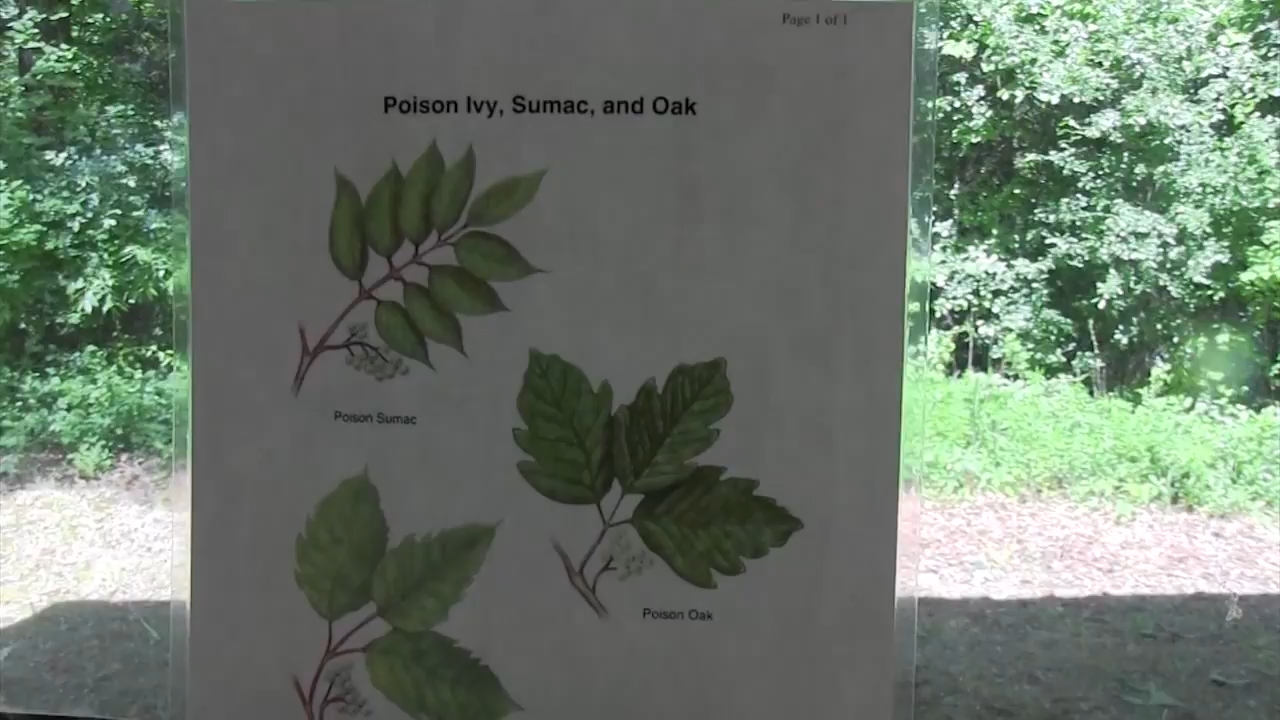 Page 1 of 1
Poison Ivy, Sumac, and Oak
Poison Sumac
Poison Oak